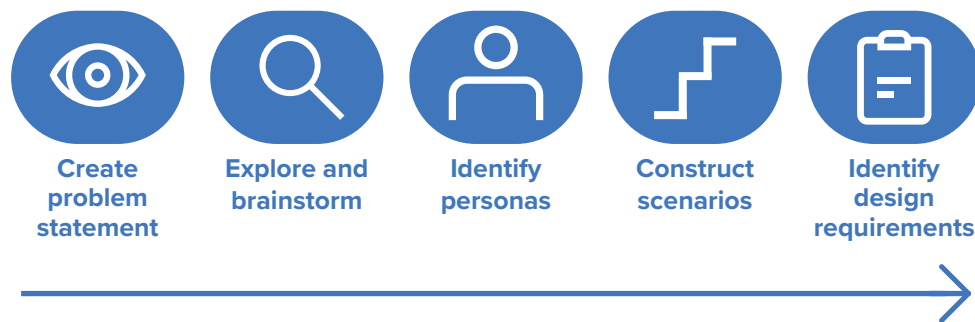 Create
problem
statement
Explore and
brainstorm
Identify
personas
Construct
scenarios
Identify
design
requirements